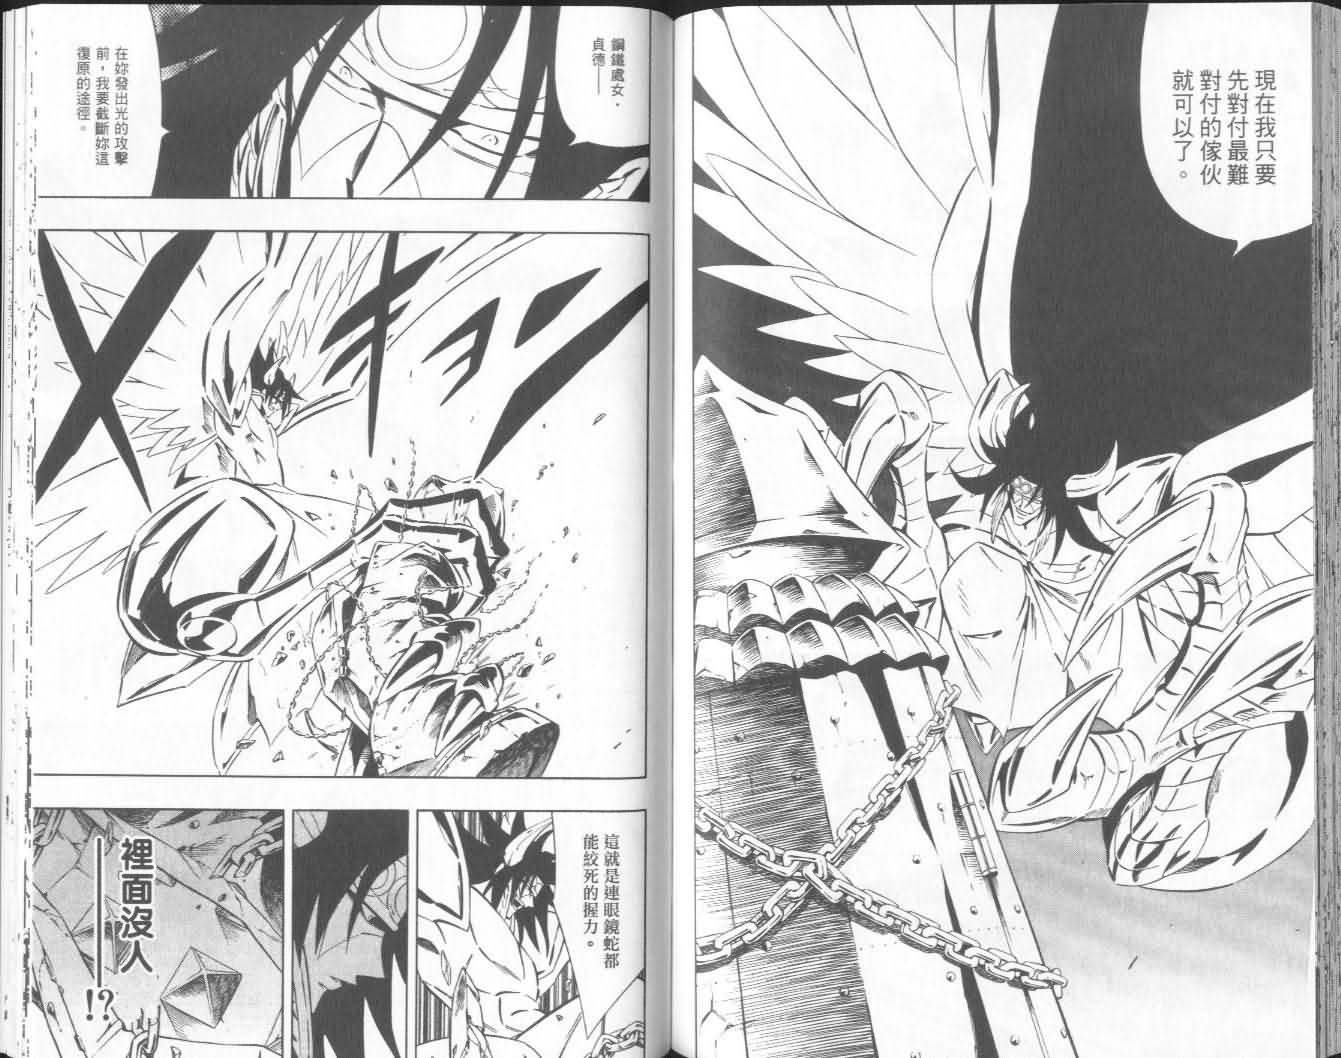 現在我只要
先對付最難
對付的傢伙
就可以了。
鋼鐵處女・
貞德──
在妳發出光的攻擊
前，我要截斷妳這
復原的途徑。
這就是連眼鏡蛇都
能絞死的握力。
裡面沒人
──!?